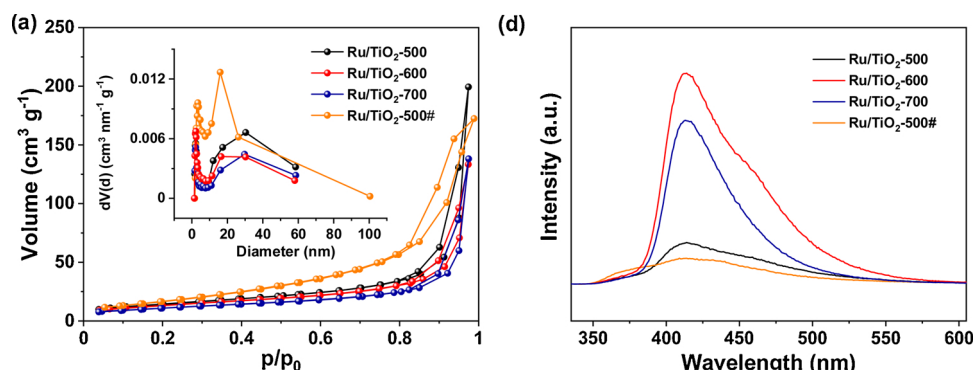 (a)
Volume (cm³ g⁻¹)
250
200
150
100
50
0
0
0.2
0.4
0.6
0.8
1
p/p₀
dV(d) (cm³ nm⁻¹ g⁻¹)
0.012
0.006
0
0
20
40
60
80
100
Diameter (nm)
Ru/TiO₂-500
Ru/TiO₂-600
Ru/TiO₂-700
Ru/TiO₂-500#
(d)
Intensity (a.u.)
Ru/TiO₂-500
Ru/TiO₂-600
Ru/TiO₂-700
Ru/TiO₂-500#
350
400
450
500
550
600
Wavelength (nm)